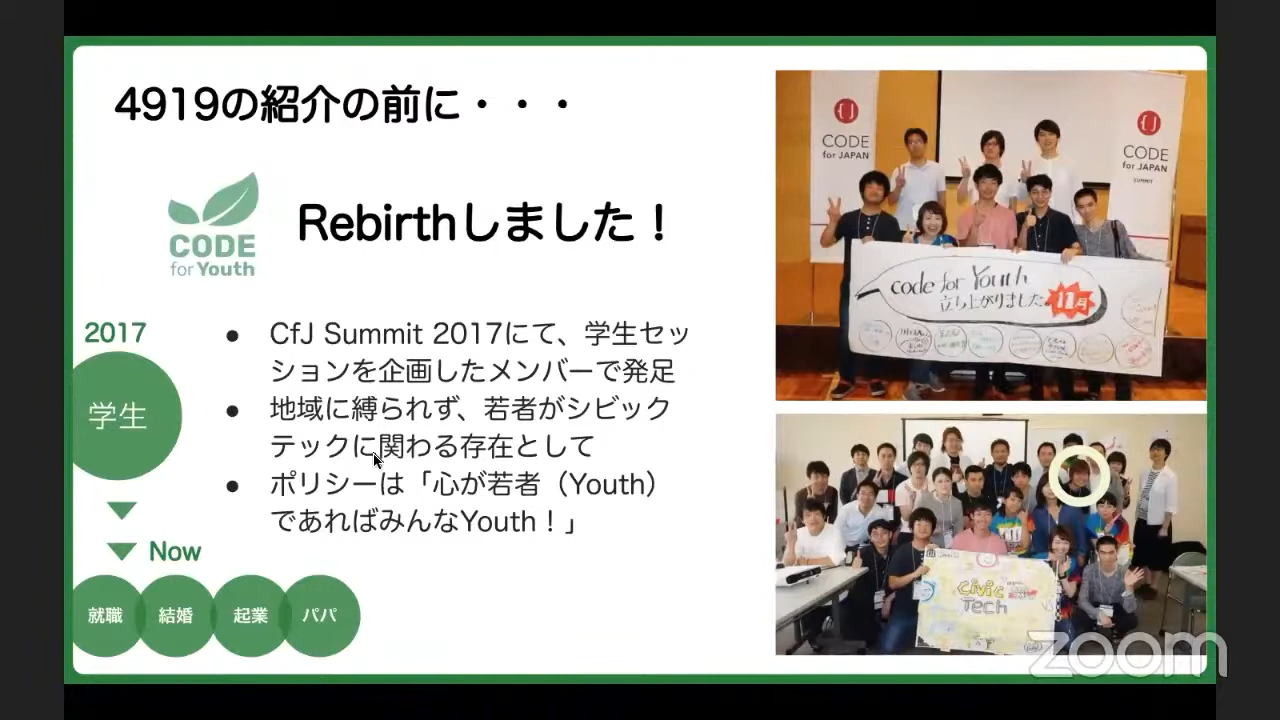 4919の紹介の前に・・・
CODE
for Youth
Rebirthしました！
2017
学生
Now
就職
結婚
起業
パパ
● CfJ Summit 2017にて、学生セッ
ションを企画したメンバーで発足
● 地域に縛られず、若者がシビック
テックに関わる存在として
● ポリシーは「心が若者（Youth）
であればみんなYouth！」
CODE
for JAPAN
CODE
for JAPAN
SUMMIT
code for Youth
立ち上がりました
11月
Civic
Tech
zoom